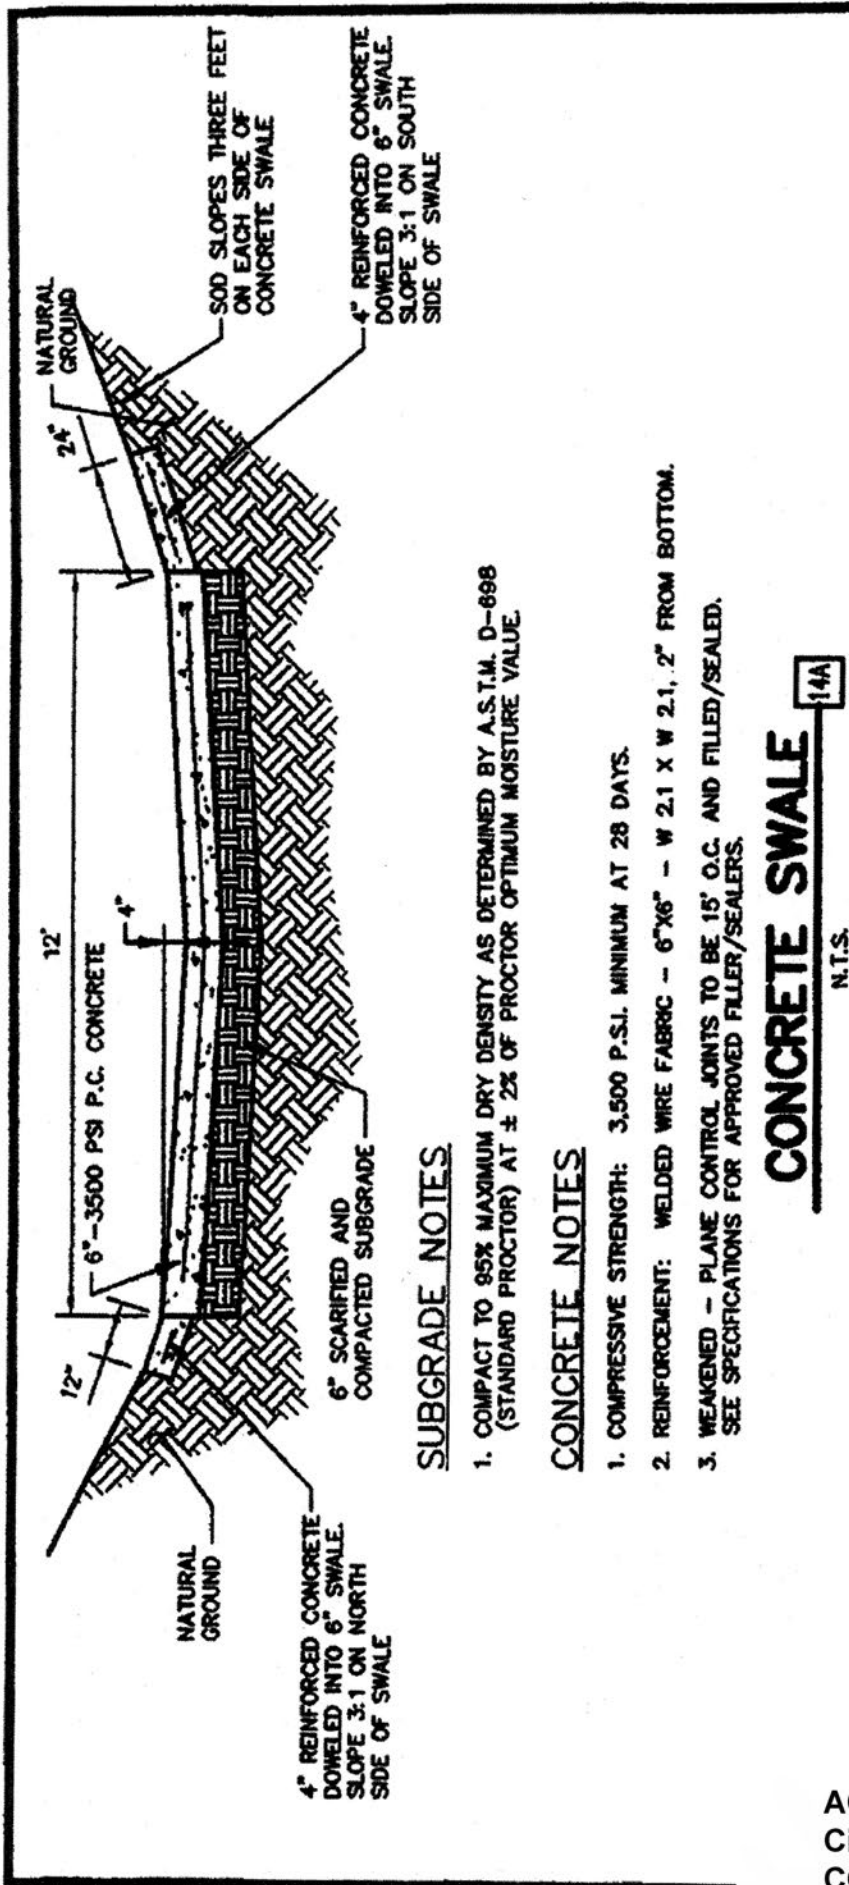 NATURAL
GROUND
12"
6"-3500 PSI P.C. CONCRETE
12'
4"
24"
NATURAL
GROUND
SOD SLOPES THREE FEET
ON EACH SIDE OF
CONCRETE SWALE
4" REINFORCED CONCRETE
DOWELED INTO 6" SWALE.
SLOPE 3:1 ON SOUTH
SIDE OF SWALE
4" REINFORCED CONCRETE
DOWELED INTO 6" SWALE.
SLOPE 3:1 ON NORTH
SIDE OF SWALE
6" SCARIFIED AND
COMPACTED SUBGRADE
SUBGRADE NOTES
1. COMPACT TO 95% MAXIMUM DRY DENSITY AS DETERMINED BY A.S.T.M. D-698
(STANDARD PROCTOR) AT ± 2% OF PROCTOR OPTIMUM MOISTURE VALUE.
CONCRETE NOTES
1. COMPRESSIVE STRENGTH: 3,500 P.S.I. MINIMUM AT 28 DAYS.
2. REINFORCEMENT: WELDED WIRE FABRIC - 6"X6" - W 2.1 X W 2.1, 2" FROM BOTTOM.
3. WEAKENED - PLANE CONTROL JOINTS TO BE 15' O.C. AND FILLED/SEALED.
SEE SPECIFICATIONS FOR APPROVED FILLER/SEALERS.
CONCRETE SWALE
14A
N.T.S.